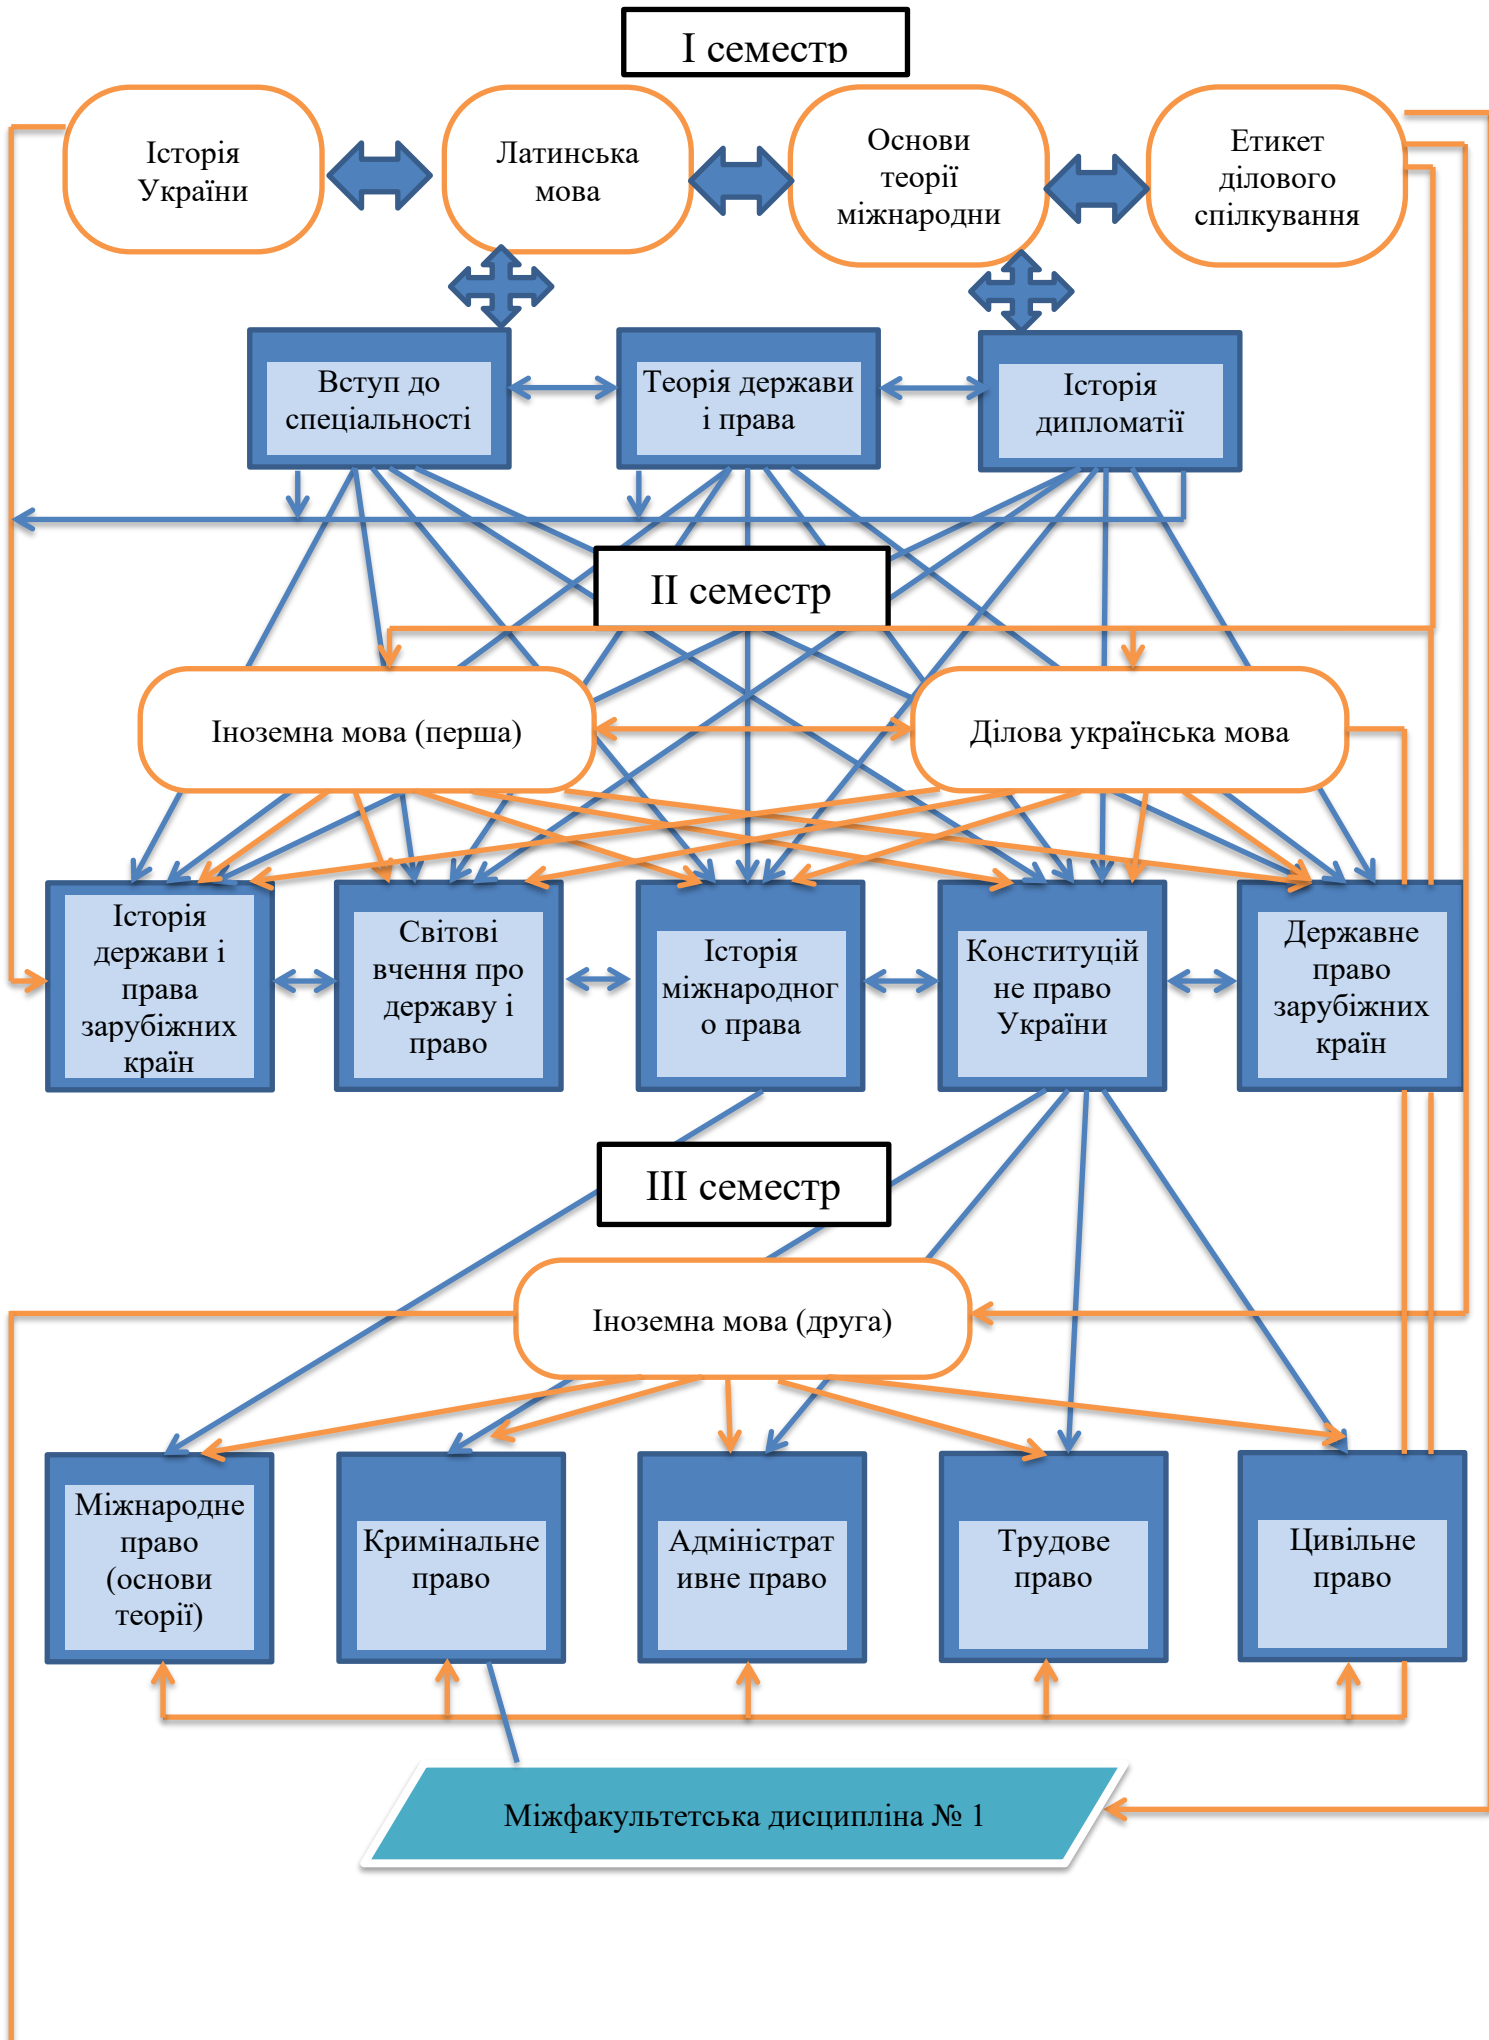 І семестр
Історія
України
Латинська
мова
Основи
теорії
міжнародни
Етикет
ділового
спілкування
Вступ до
спеціальності
Теорія держави
і права
Історія
дипломатії
ІІ семестр
Іноземна мова (перша)
Ділова українська мова
Історія
держави і
права
зарубіжних
країн
Світові
вчення про
державу і
право
Історія
міжнародног
о права
Конституцій
не право
України
Державне
право
зарубіжних
країн
ІІІ семестр
Іноземна мова (друга)
Міжнародне
право
(основи
теорії)
Кримінальне
право
Адміністрат
ивне право
Трудове
право
Цивільне
право
Міжфакультетська дисципліна № 1